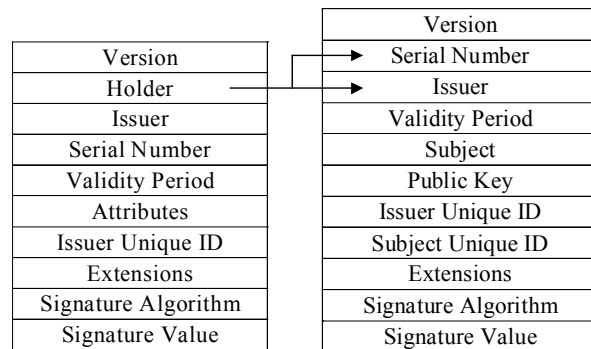 Version
Holder
Issuer
Serial Number
Validity Period
Attributes
Issuer Unique ID
Extensions
Signature Algorithm
Signature Value
Version
Serial Number
Issuer
Validity Period
Subject
Public Key
Issuer Unique ID
Subject Unique ID
Extensions
Signature Algorithm
Signature Value